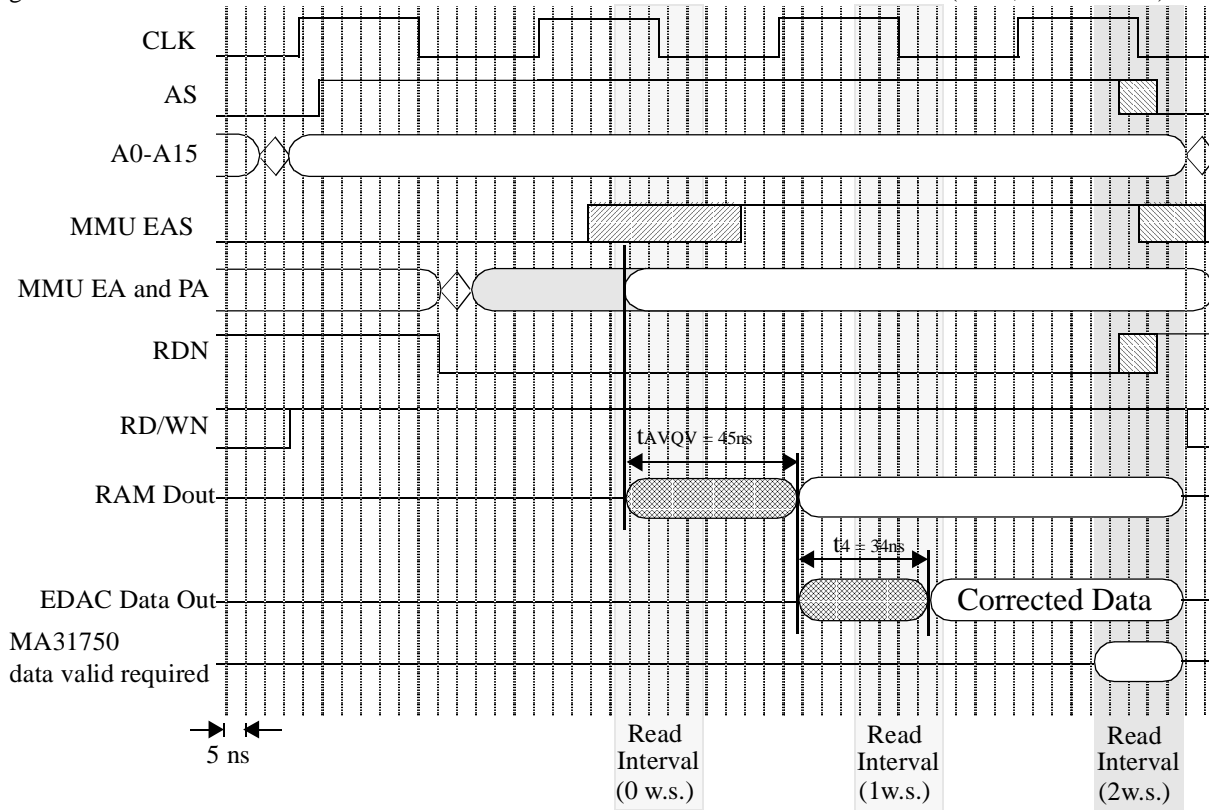 CLK
AS
A0-A15
MMU EAS
MMU EA and PA
RDN
RD/WN
tAVQV = 45ns
RAM Dout
t4 = 34ns
EDAC Data Out
Corrected Data
MA31750
data valid required
5 ns
Read
Interval
(0 w.s.)
Read
Interval
(1w.s.)
Read
Interval
(2w.s.)